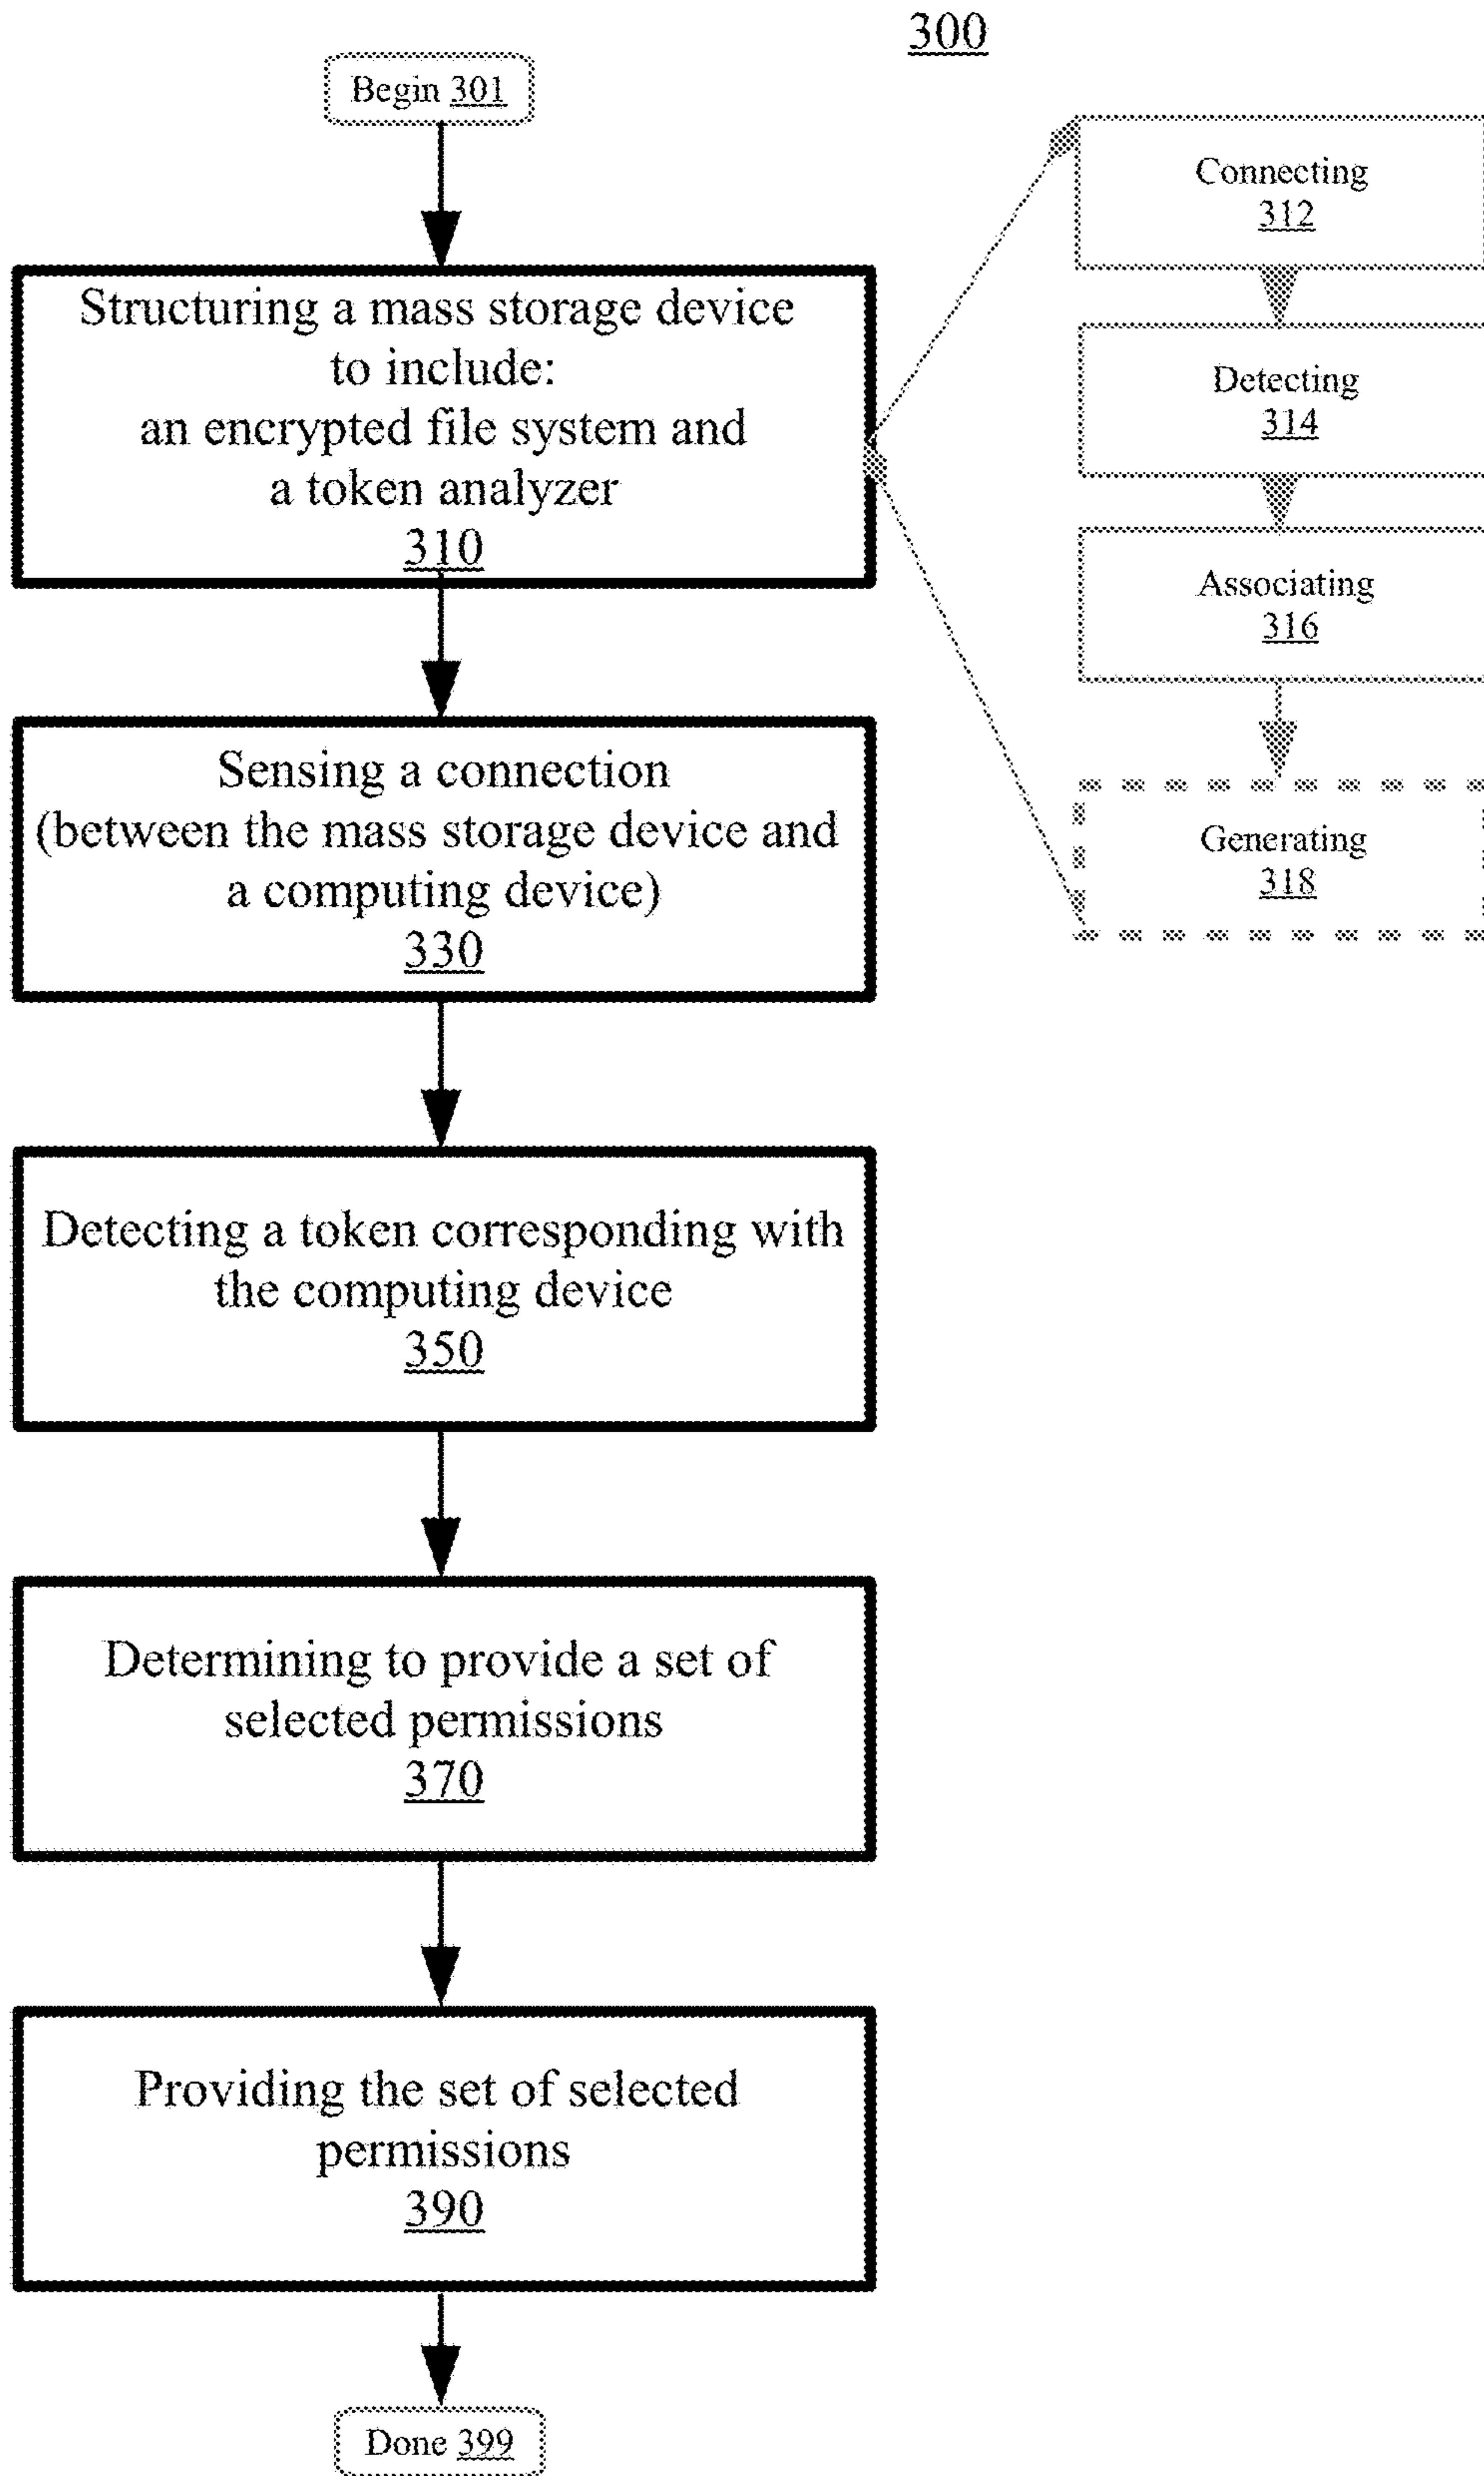 300
Begin 301
Structuring a mass storage device
to include:
an encrypted file system and
a token analyzer
310
Connecting
312
Detecting
314
Associating
316
Generating
318
Sensing a connection
(between the mass storage device and
a computing device)
330
Detecting a token corresponding with
the computing device
350
Determining to provide a set of
selected permissions
370
Providing the set of selected
permissions
390
Done 399